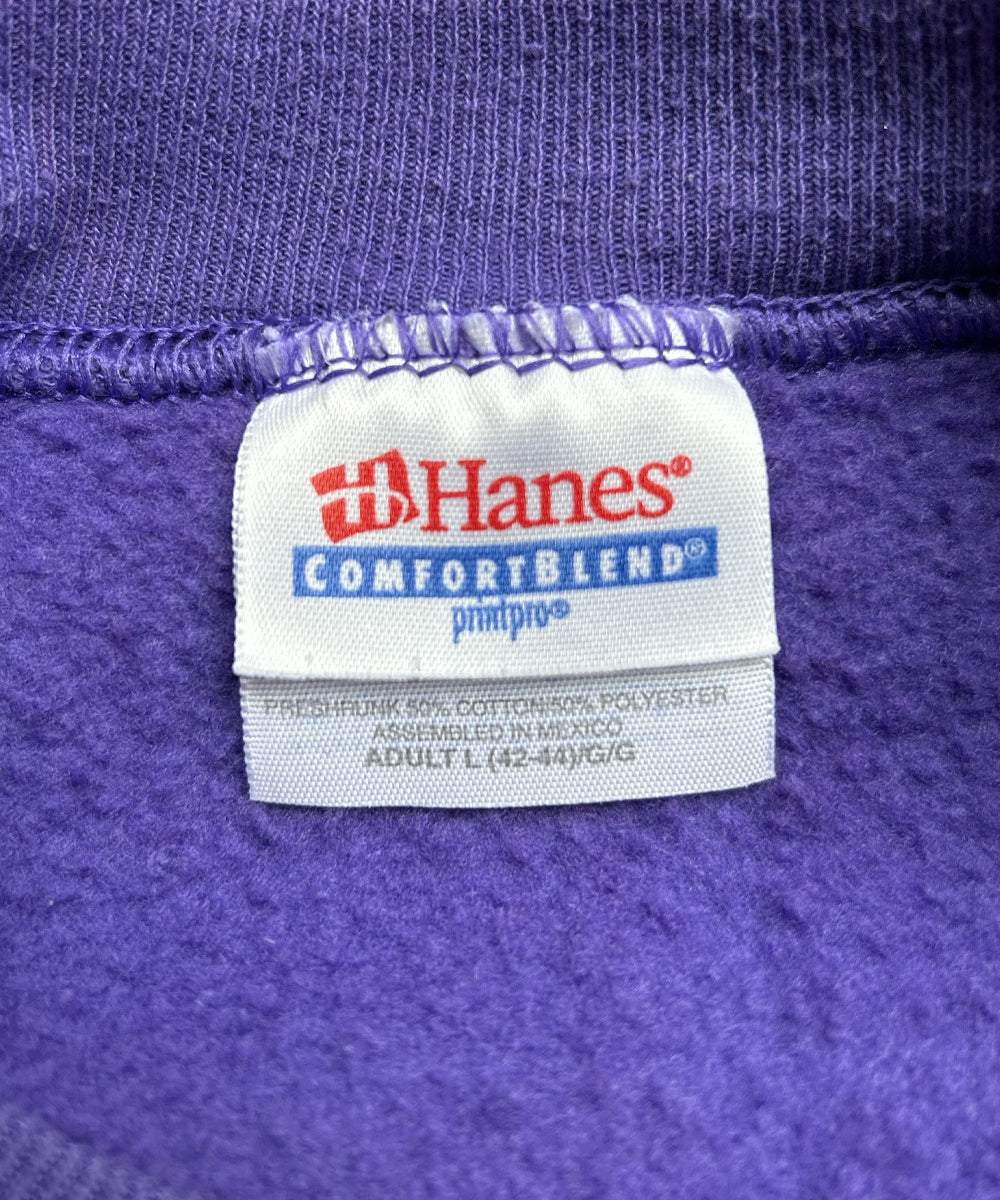 Hanes®
COMFORTBLEND®
printpro®
PRESHRUNK 50% COTTON/50% POLYESTER
ASSEMBLED IN MEXICO
ADULT L (42-44)/G/G